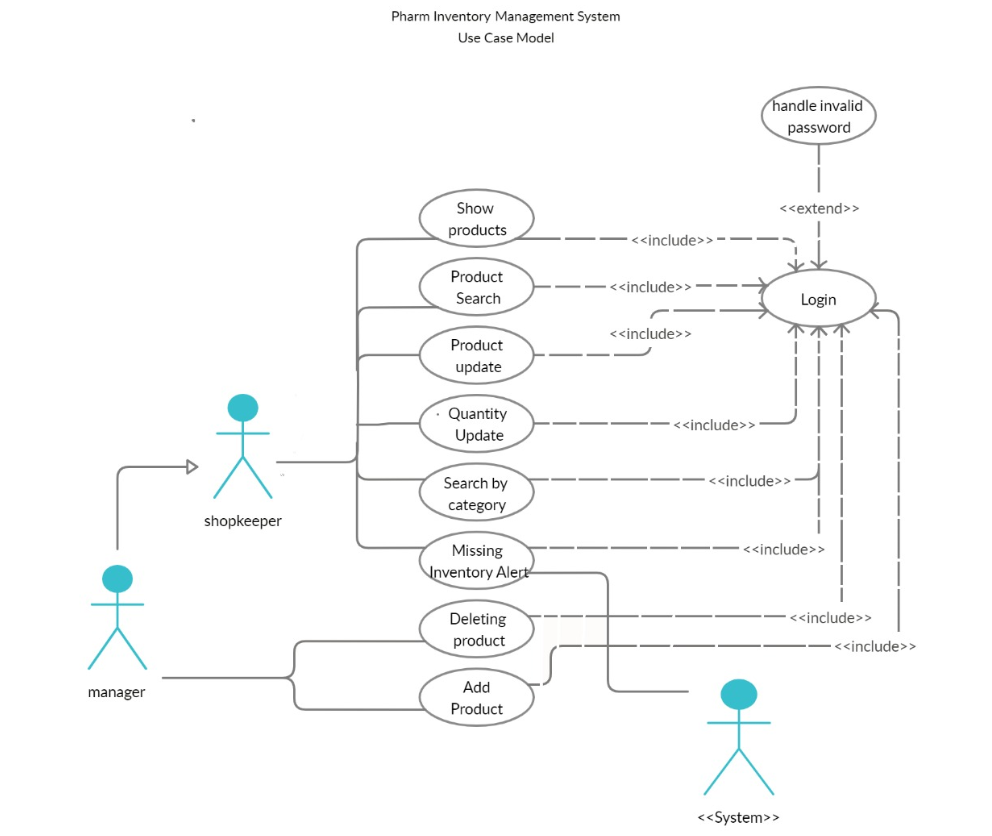 Pharm Inventory Management System
Use Case Model
handle invalid
password
<<extend>>
Show
products
<<include>>
Product
Search
<<include>>
Login
Product
update
<<include>>
Quantity
Update
<<include>>
Search by
category
<<include>>
shopkeeper
Missing
Inventory Alert
<<include>>
Deleting
product
<<include>>
<<include>>
manager
Add
Product
<<System>>